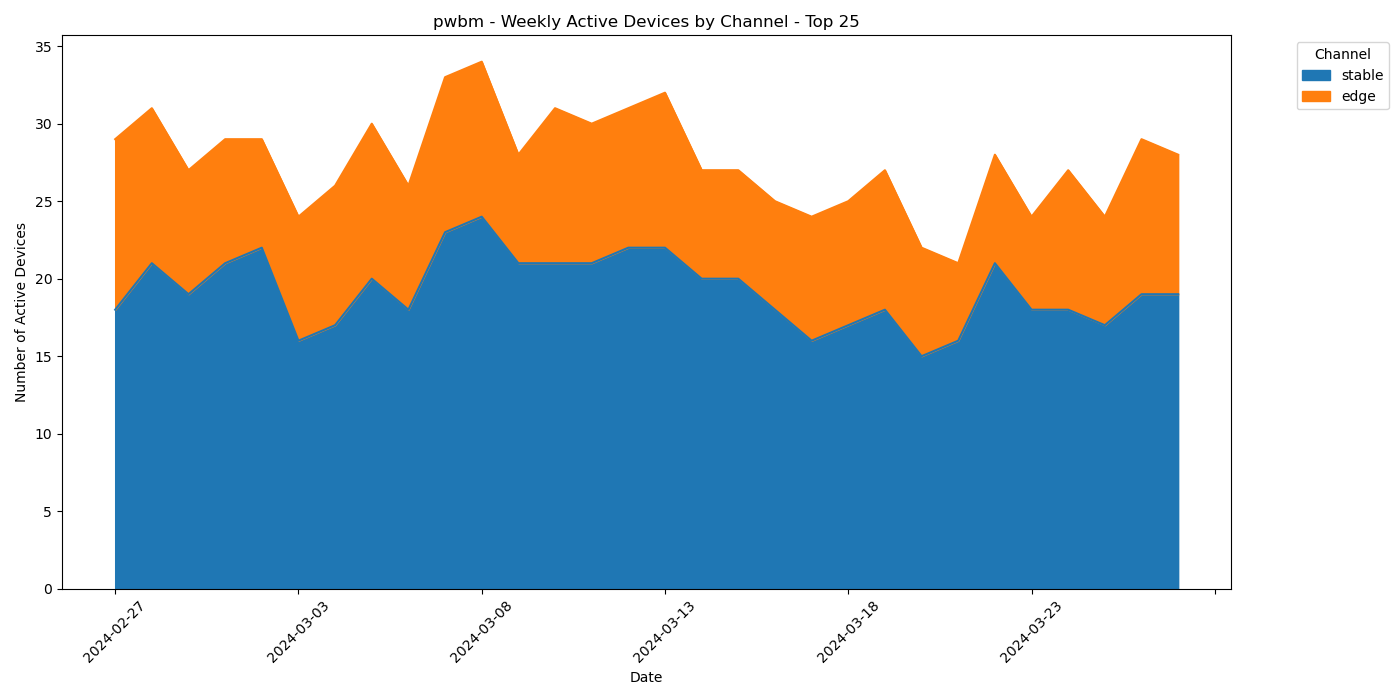 pwbm - Weekly Active Devices by Channel - Top 25
Channel
stable
edge
Number of Active Devices
35
30
25
20
15
10
5
0
2024-02-27
2024-03-03
2024-03-08
2024-03-13
2024-03-18
2024-03-23
Date